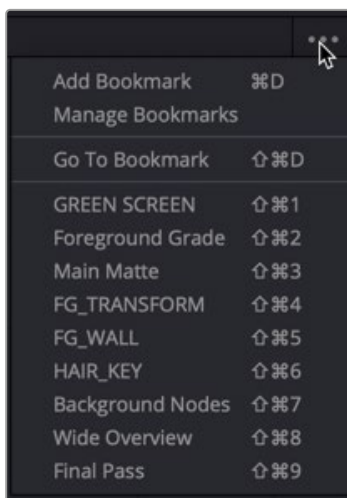 Add Bookmark ⌘D
Manage Bookmarks
Go To Bookmark ⇧⌘D
GREEN SCREEN ⇧⌘1
Foreground Grade ⇧⌘2
Main Matte ⇧⌘3
FG_TRANSFORM ⇧⌘4
FG_WALL ⇧⌘5
HAIR_KEY ⇧⌘6
Background Nodes ⇧⌘7
Wide Overview ⇧⌘8
Final Pass ⇧⌘9